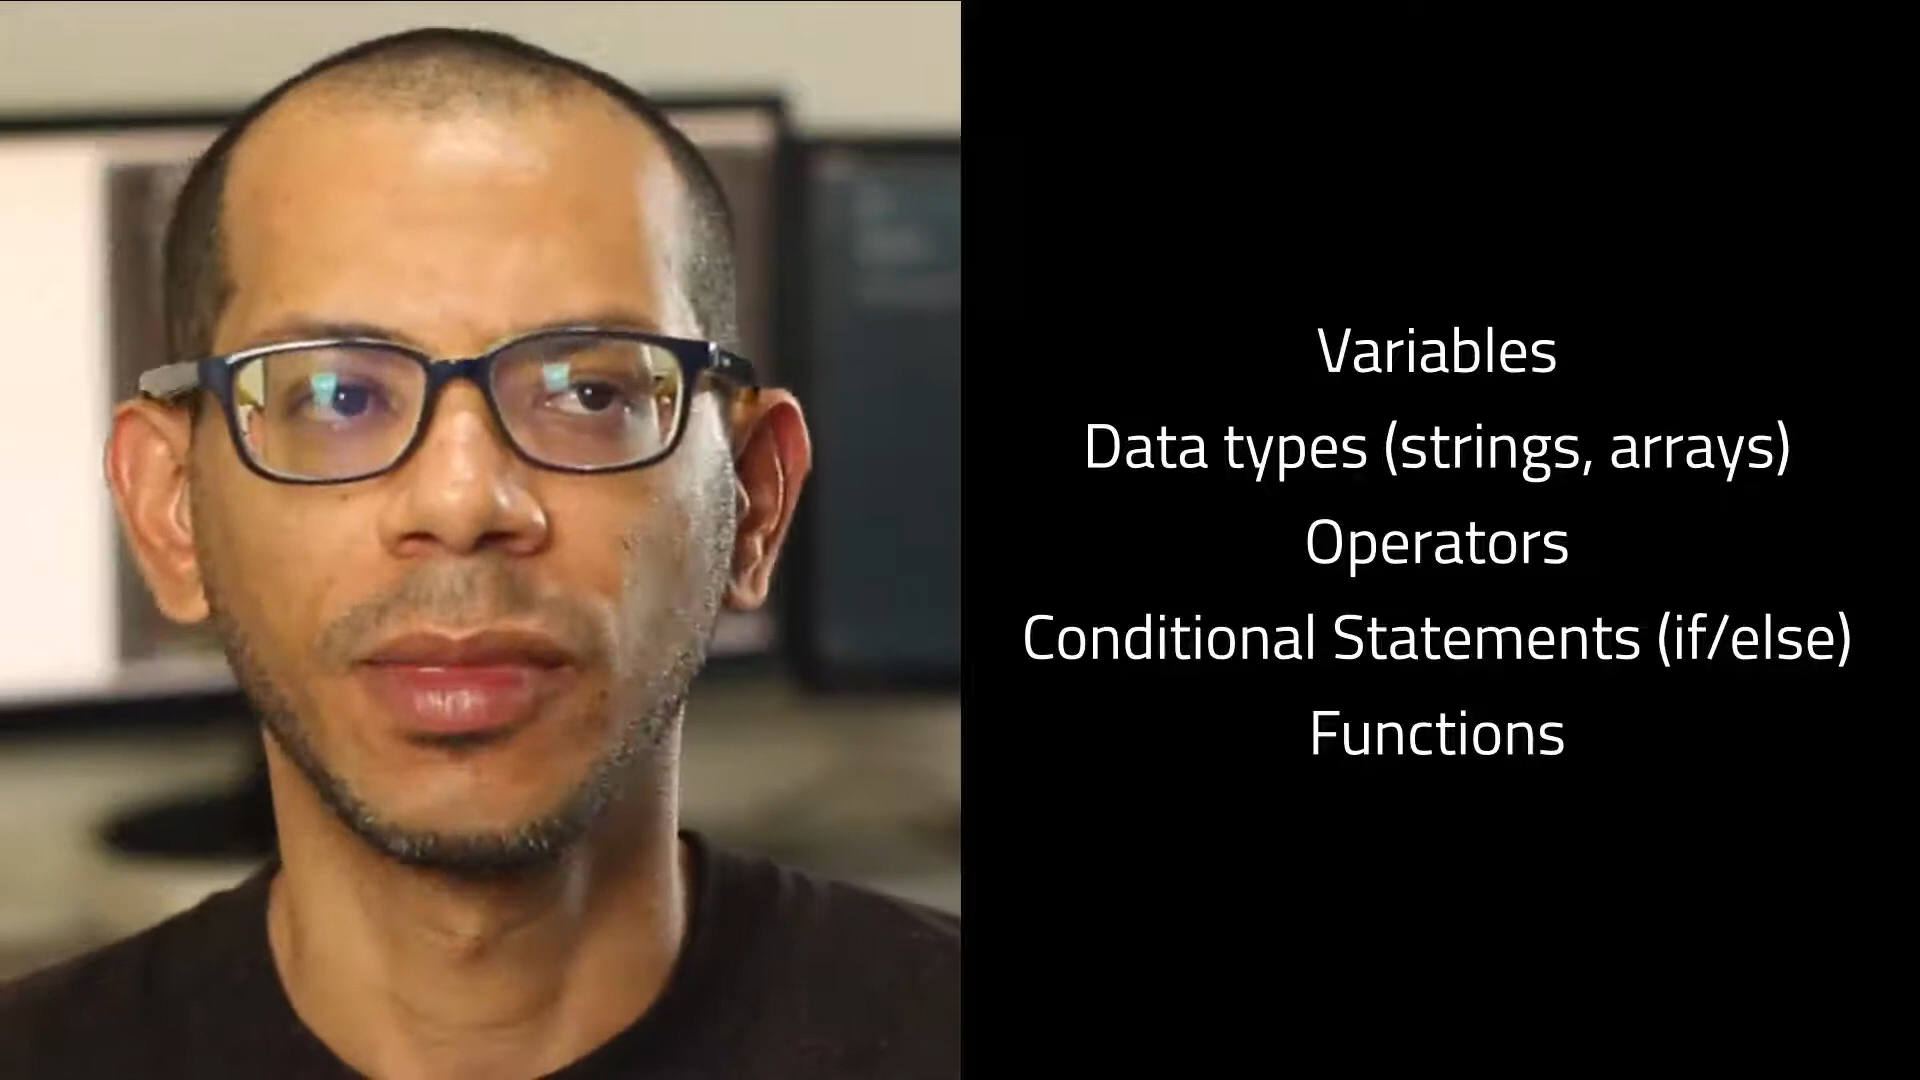 Variables
Data types (strings, arrays)
Operators
Conditional Statements (if/else)
Functions